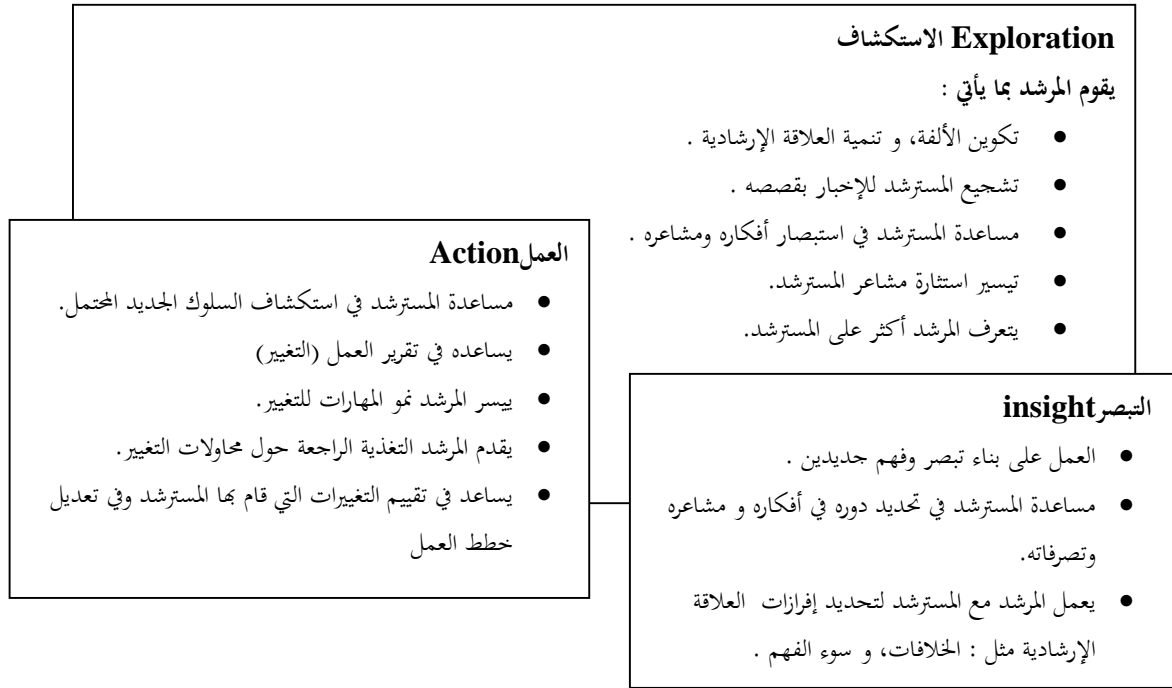 Exploration الاستكشاف
يقوم المرشد بما يأتي :
● تكوين الألفة، و تنمية العلاقة الإرشادية .
● تشجيع المسترشد للإخبار بقصصه .
● مساعدة المسترشد في استبصار أفكاره ومشاعره .
● تيسير استثارة مشاعر المسترشد.
● يتعرف المرشد أكثر على المسترشد.
التبصرinsight
● العمل على بناء تبصر وفهم جديدين .
● مساعدة المسترشد في تحديد دوره في أفكاره و مشاعره
وتصرفاته.
● يعمل المرشد مع المسترشد لتحديد إفرازات العلاقة
الإرشادية مثل : الخلافات، و سوء الفهم .
العملAction
● مساعدة المسترشد في استكشاف السلوك الجديد المحتمل.
● يساعده في تقرير العمل (التغيير)
● ييسر المرشد نمو المهارات للتغيير.
● يقدم المرشد التغذية الراجعة حول محاولات التغيير.
● يساعد في تقييم التغييرات التي قام بها المسترشد وفي تعديل
خطط العمل